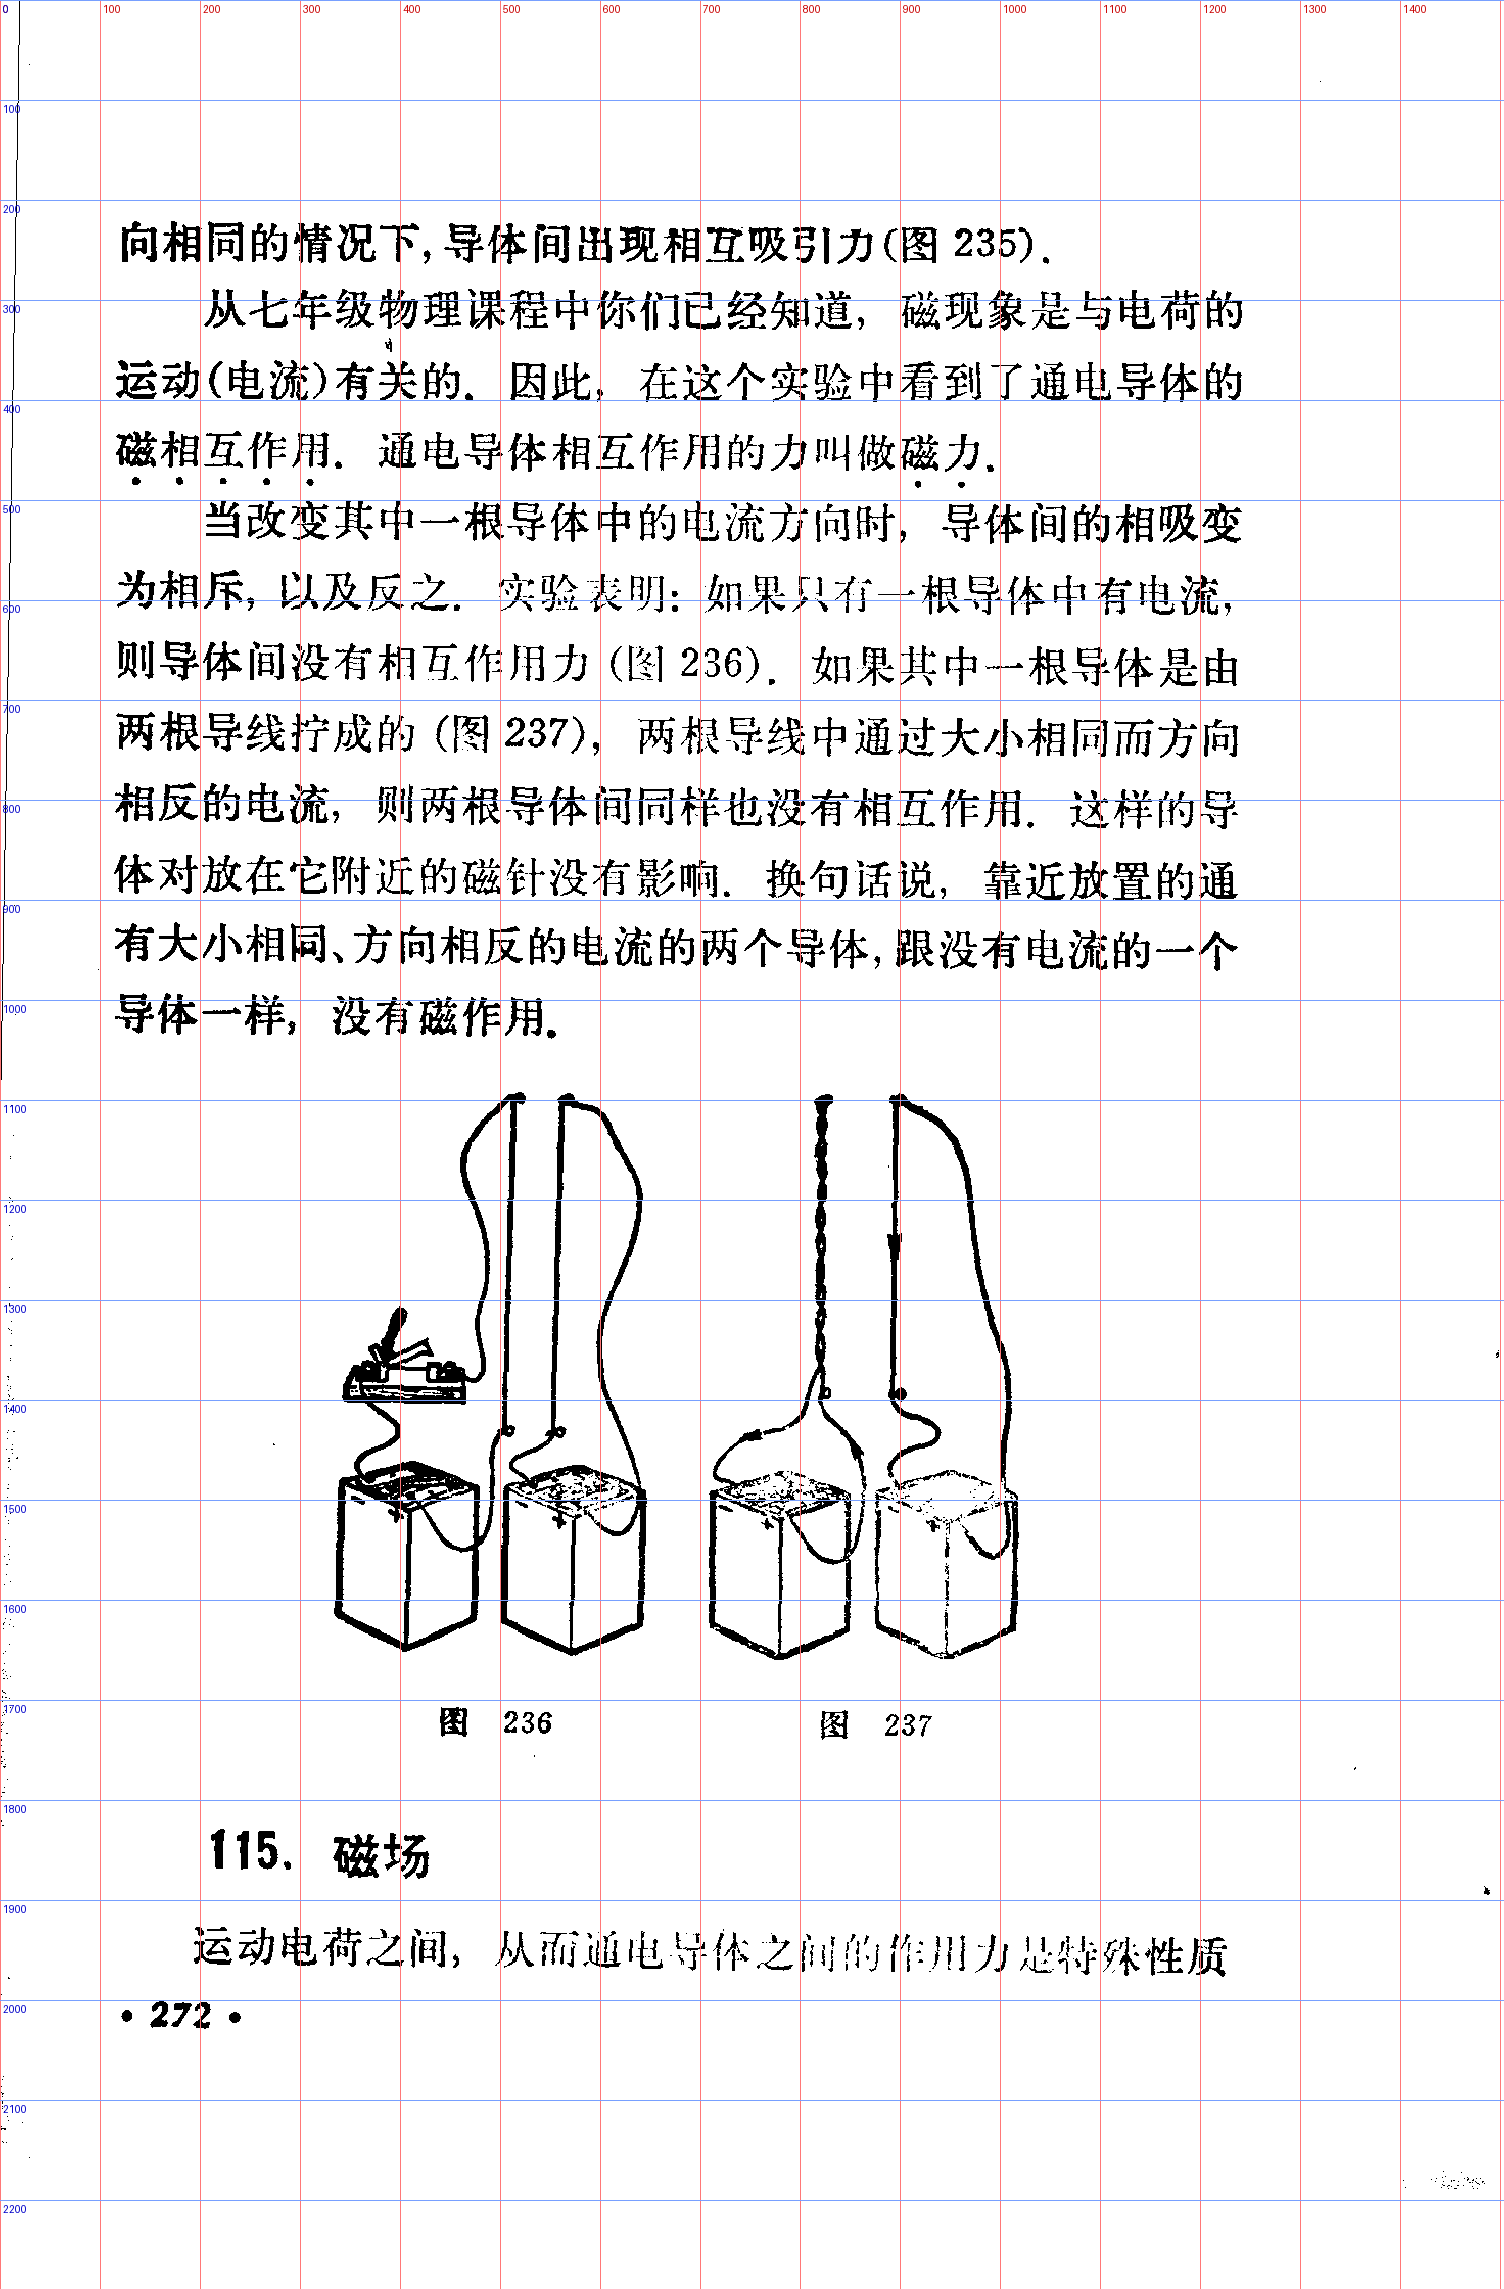 向相同的情况下,导体间出现相互吸引力(图 235).
从七年级物理课程中你们已经知道, 磁现象是与电荷的
运动(电流)有关的. 因此, 在这个实验中看到了通电导体的
磁相互作用. 通电导体相互作用的力叫做磁力.
当改变其中一根导体中的电流方向时, 导体间的相吸变
为相斥, 以及反之. 实验表明: 如果只有一根导体中有电流,
则导体间没有相互作用力 (图 236). 如果其中一根导体是由
两根导线拧成的 (图 237), 两根导线中通过大小相同而方向
相反的电流, 则两根导体间同样也没有相互作用. 这样的导
体对放在它附近的磁针没有影响. 换句话说, 靠近放置的通
有大小相同、方向相反的电流的两个导体,跟没有电流的一个
导体一样, 没有磁作用.
- + - +
- + - +
图 236 图 237
115. 磁场
运动电荷之间, 从而通电导体之间的作用力是特殊性质
• 272 •